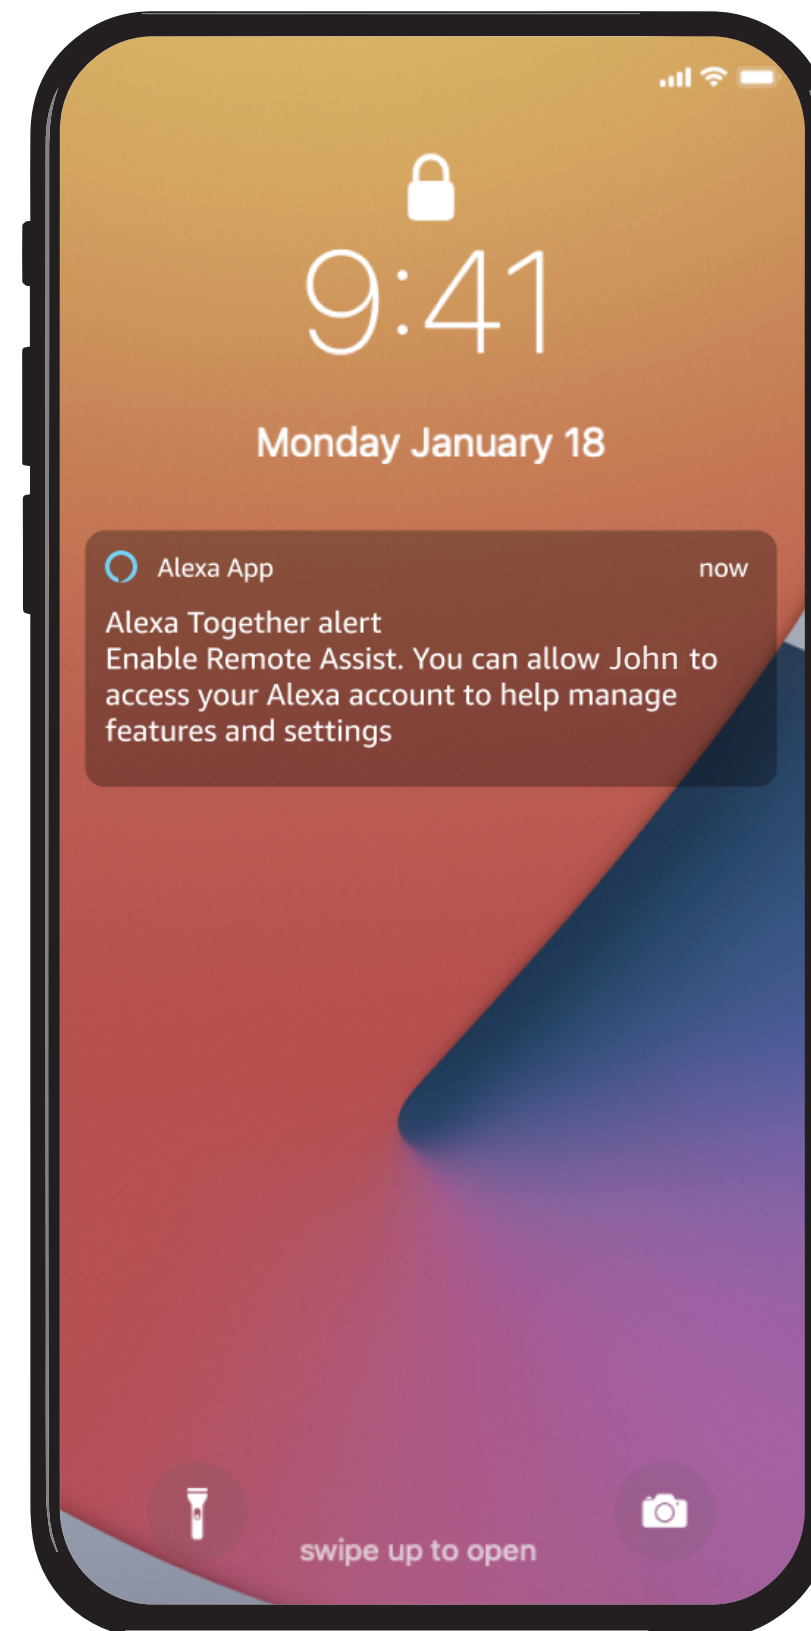 9:41
Monday January 18
Alexa App now
Alexa Together alert
Enable Remote Assist. You can allow John to
access your Alexa account to help manage
features and settings
swipe up to open